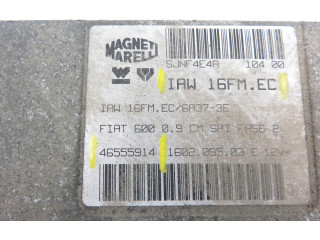 MAGNETI
MARELLI
5JNF4E4A 104 00
IAW 16FM.EC
IAW 16FM.EC/6A37-3E
FIAT 600 0.9 CM SPI FASE 2
46555914 1602.095.03 E 12V